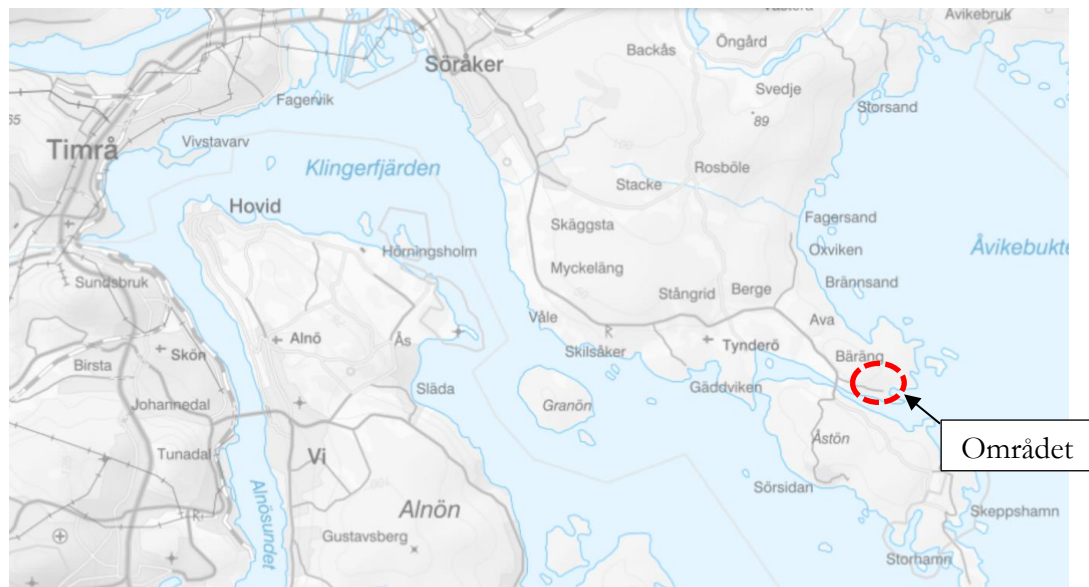 Avikebruk
Öngård
Backås
Söråker
Svedje
Fagervik
89
Storsand
65
Vivstavarv
Timrå
Klingerfjärden
Rosböle
Stacke
Hovid
Fagersand
Skäggsta
Hörningsholm
Oxviken
Åvikebukte
Myckeläng
Sundsbruk
Brännsand
Stångrid
Berge
Våle
Ava
Alnö
Ås
Tynderö
Skilsåker
Skön
Bäräng
Birsta
Släda
Gäddviken
Johannedal
Granön
Åstön
Området
Tunadal
Vi
Sörsidan
Alnösundet
Alnön
Skeppshamn
Gustavsberg
Storhamn